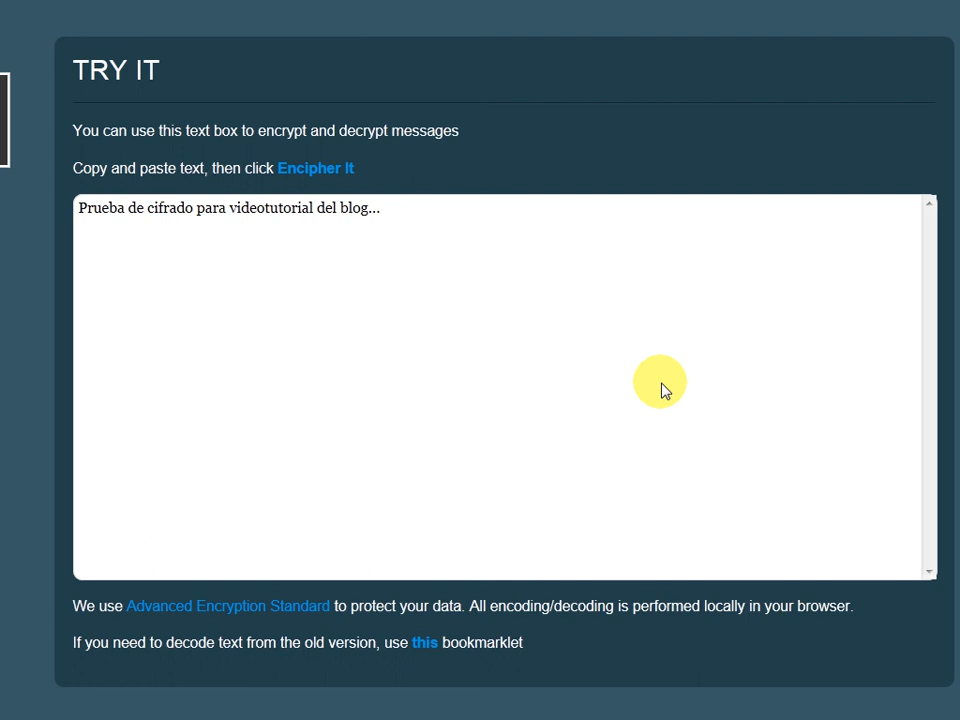 TRY IT
You can use this text box to encrypt and decrypt messages
Copy and paste text, then click Encipher It
Prueba de cifrado para videotutorial del blog...
We use Advanced Encryption Standard to protect your data. All encoding/decoding is performed locally in your browser.
If you need to decode text from the old version, use this bookmarklet